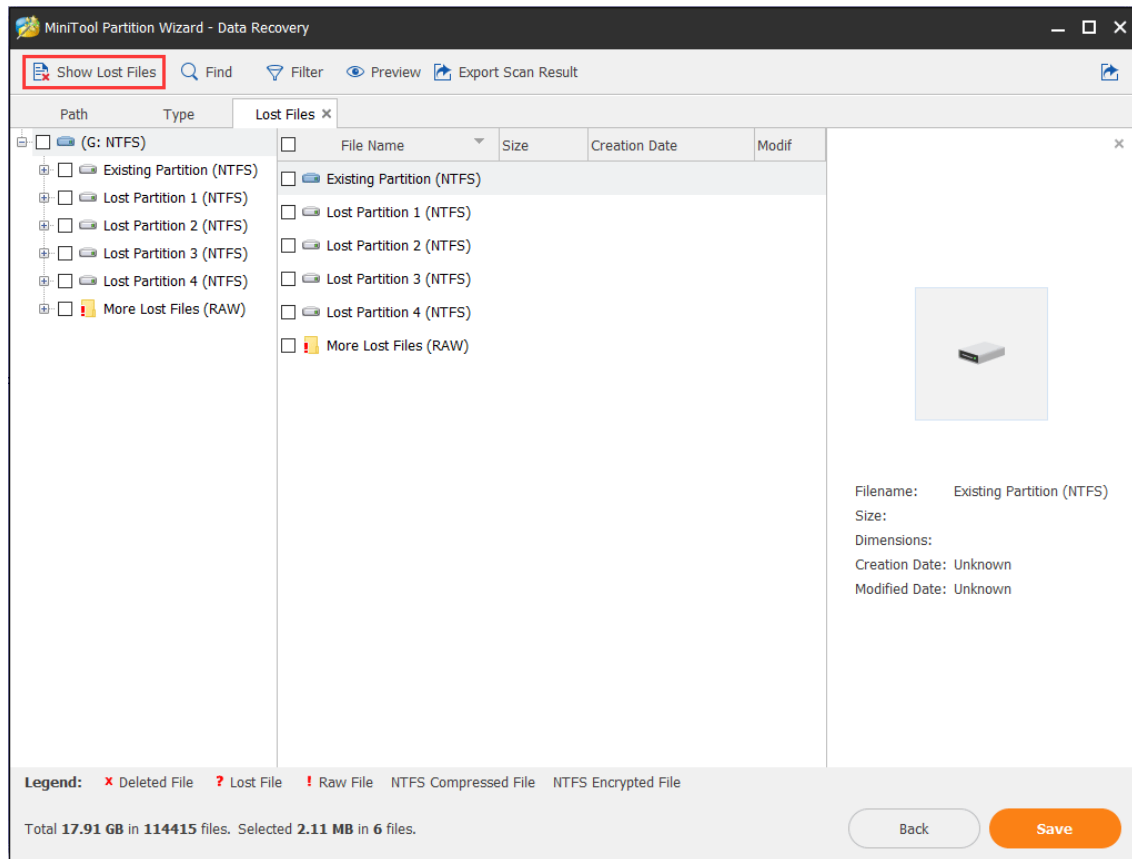 MiniTool Partition Wizard - Data Recovery
Show Lost Files Find Filter Preview Export Scan Result
Path Type Lost Files
(G: NTFS)
Existing Partition (NTFS)
Lost Partition 1 (NTFS)
Lost Partition 2 (NTFS)
Lost Partition 3 (NTFS)
Lost Partition 4 (NTFS)
More Lost Files (RAW)
File Name Size Creation Date Modif
Existing Partition (NTFS)
Lost Partition 1 (NTFS)
Lost Partition 2 (NTFS)
Lost Partition 3 (NTFS)
Lost Partition 4 (NTFS)
More Lost Files (RAW)
Filename: Existing Partition (NTFS)
Size:
Dimensions:
Creation Date: Unknown
Modified Date: Unknown
Legend: x Deleted File ? Lost File ! Raw File NTFS Compressed File NTFS Encrypted File
Total 17.91 GB in 114415 files. Selected 2.11 MB in 6 files.
Back Save